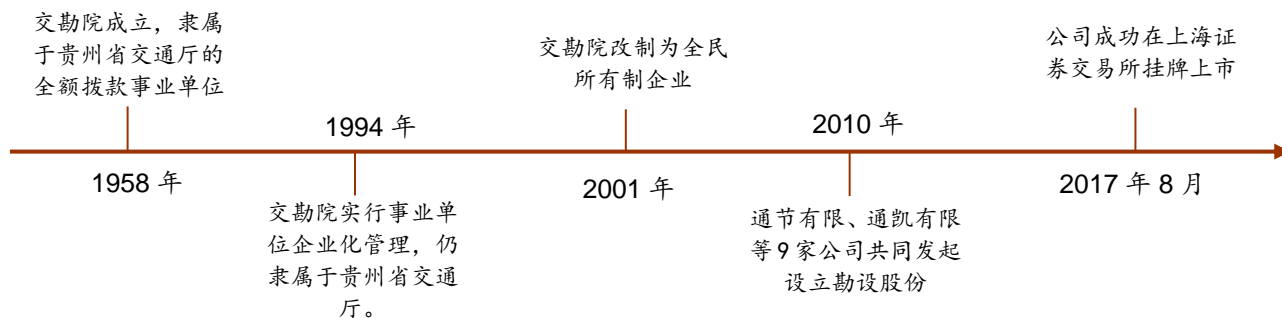 交勘院成立，隶属
于贵州省交通厅的
全额拨款事业单位
1958 年
1994 年
交勘院实行事业单
位企业化管理，仍
隶属于贵州省交通
厅。
交勘院改制为全民
所有制企业
2001 年
2010 年
通节有限、通凯有限
等 9 家公司共同发起
设立勘设股份
公司成功在上海证
券交易所挂牌上市
2017 年 8 月